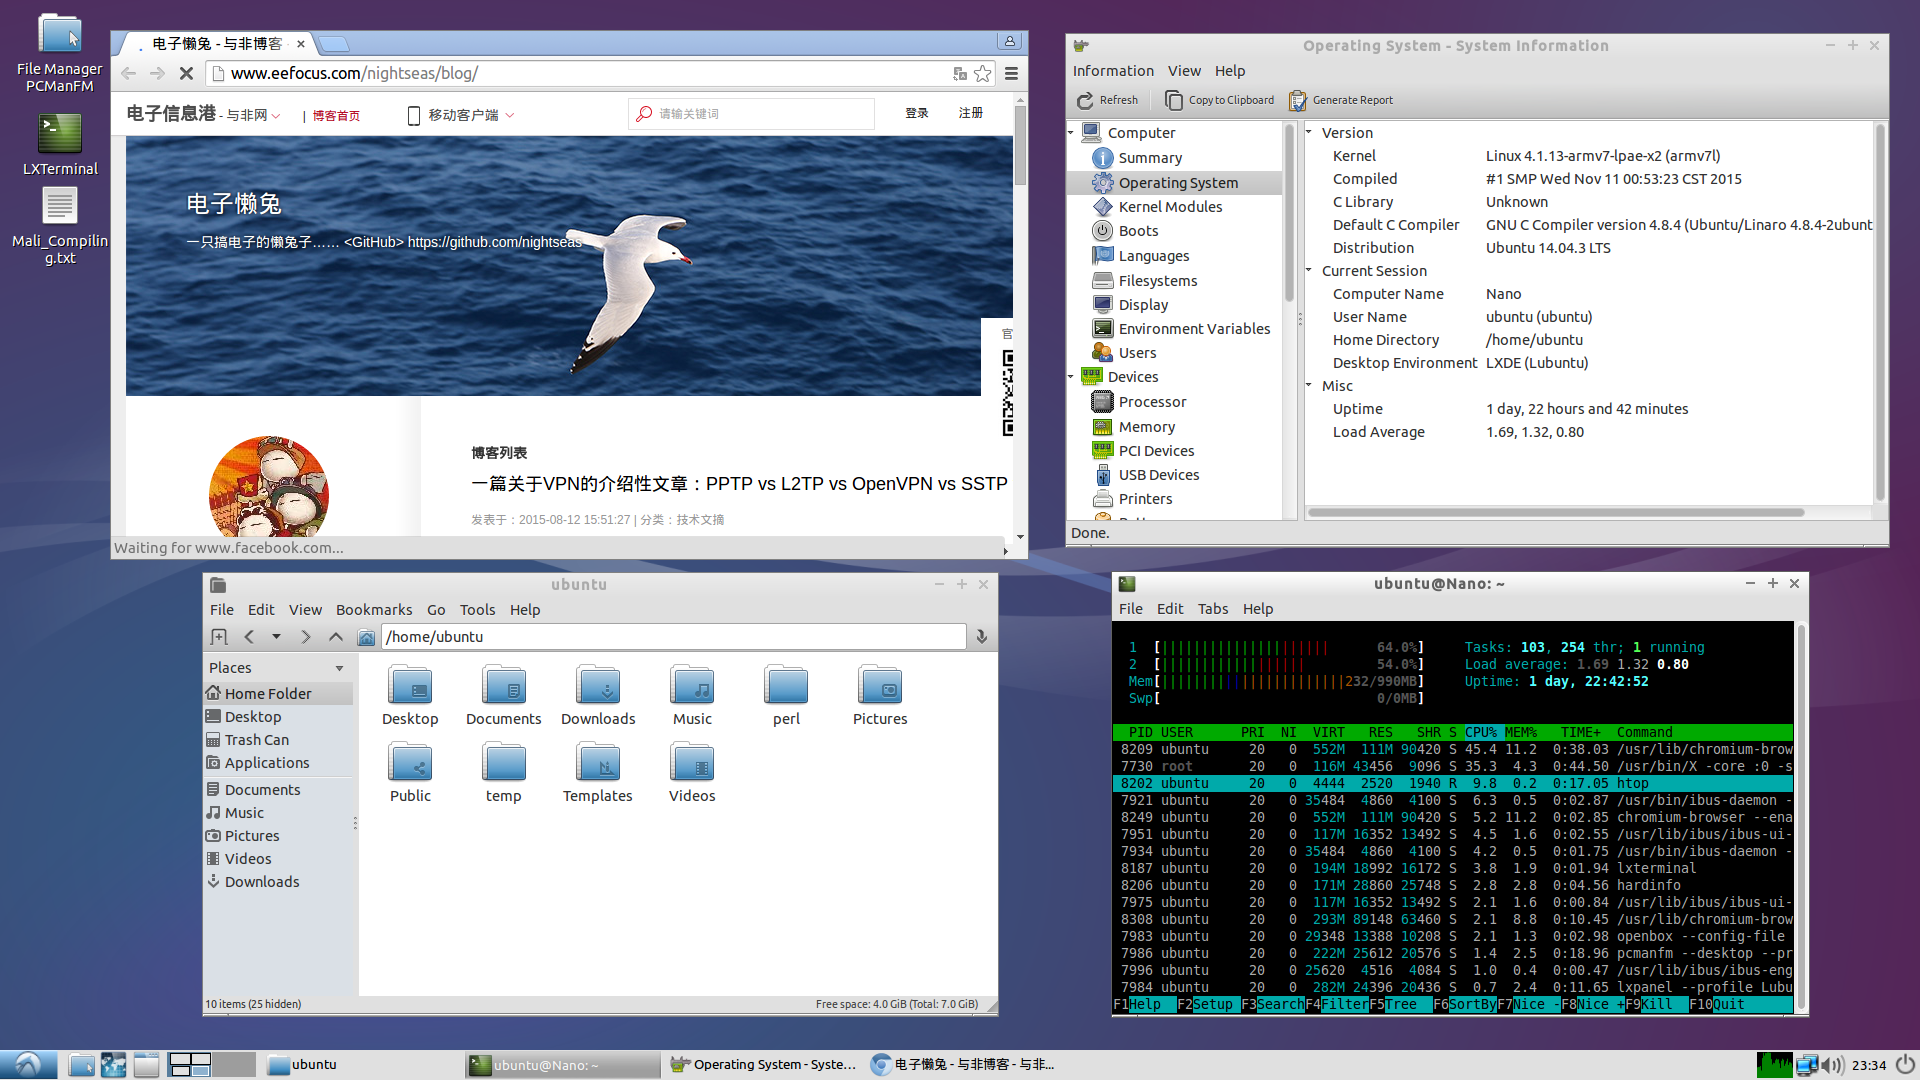 File Manager
PCManFM
LXTerminal
Mali_Compilin
g.txt
电子懒兔 - 与非博客
www.eefocus.com/nightseas/blog/
电子信息港 - 与非网 | 博客首页 移动客户端 请输关键词 登录 注册
电子懒兔
一只搞电子的懒兔子…… <GitHub> https://github.com/nightseas
官
博客列表
一篇关于VPN的介绍性文章：PPTP vs L2TP vs OpenVPN vs SSTP
发表于：2015-08-12 15:51:27 | 分类：技术文摘
Waiting for www.facebook.com...
Operating System - System Information
Information View Help
Refresh Copy to Clipboard Generate Report
Computer
Summary
Operating System
Kernel Modules
Boots
Languages
Filesystems
Display
Environment Variables
Users
Devices
Processor
Memory
PCI Devices
USB Devices
Printers
Version
Kernel Linux 4.1.13-armv7-lpae-x2 (armv7l)
Compiled #1 SMP Wed Nov 11 00:53:23 CST 2015
C Library Unknown
Default C Compiler GNU C Compiler version 4.8.4 (Ubuntu/Linaro 4.8.4-2ubunt
Distribution Ubuntu 14.04.3 LTS
Current Session
Computer Name Nano
User Name ubuntu (ubuntu)
Home Directory /home/ubuntu
Desktop Environment LXDE (Lubuntu)
Misc
Uptime 1 day, 22 hours and 42 minutes
Load Average 1.69, 1.32, 0.80
Done.
ubuntu
File Edit View Bookmarks Go Tools Help
/home/ubuntu
Places
Home Folder
Desktop
Trash Can
Applications
Documents
Music
Pictures
Videos
Downloads
Desktop Documents Downloads Music perl Pictures
Public temp Templates Videos
10 items (25 hidden) Free space: 4.0 GiB (Total: 7.0 GiB)
ubuntu@Nano: ~
File Edit Tabs Help
1 [||||||||||||||||||||| 64.0%] Tasks: 103, 254 thr; 1 running
2 [|||||||||||||||||| 54.0%] Load average: 1.69 1.32 0.80
Mem[|||||||||||||||||||||||232/990MB] Uptime: 1 day, 22:42:52
Swp[ 0/0MB]
PID USER PRI NI VIRT RES SHR S CPU% MEM% TIME+ Command
8209 ubuntu 20 0 552M 111M 90420 S 45.4 11.2 0:38.03 /usr/lib/chromium-brow
7730 root 20 0 116M 43456 9096 S 35.3 4.3 0:44.50 /usr/bin/X -core :0 -s
8202 ubuntu 20 0 4444 2520 1940 R 9.8 0.2 0:17.05 htop
7921 ubuntu 20 0 35484 4860 4100 S 6.3 0.5 0:02.87 /usr/bin/ibus-daemon -
8249 ubuntu 20 0 552M 111M 90420 S 5.2 11.2 0:02.85 chromium-browser --ena
7951 ubuntu 20 0 117M 16352 13492 S 4.5 1.6 0:02.55 /usr/lib/ibus/ibus-ui-
7934 ubuntu 20 0 35484 4860 4100 S 4.2 0.5 0:01.75 /usr/bin/ibus-daemon -
8187 ubuntu 20 0 194M 18992 16172 S 3.8 1.9 0:01.94 lxterminal
8206 ubuntu 20 0 171M 28860 25748 S 2.8 2.8 0:04.56 hardinfo
7975 ubuntu 20 0 117M 16352 13492 S 2.1 1.6 0:00.84 /usr/lib/ibus/ibus-ui-
8308 ubuntu 20 0 293M 89148 63460 S 2.1 8.8 0:10.45 /usr/lib/chromium-brow
7983 ubuntu 20 0 29348 13388 10208 S 2.1 1.3 0:02.98 openbox --config-file
7986 ubuntu 20 0 222M 25612 20576 S 1.4 2.5 0:18.96 pcmanfm --desktop --pr
7996 ubuntu 20 0 25620 4516 4084 S 1.0 0.4 0:00.47 /usr/lib/ibus/ibus-eng
7984 ubuntu 20 0 282M 24396 20436 S 0.7 2.4 0:11.65 lxpanel --profile Lubu
F1Help F2Setup F3SearchF4FilterF5Tree F6SortByF7Nice -F8Nice +F9Kill F10Quit
ubuntu ubuntu@Nano: ~ Operating System - Syste... 电子懒兔 - 与非博客 - 与非... 23:34